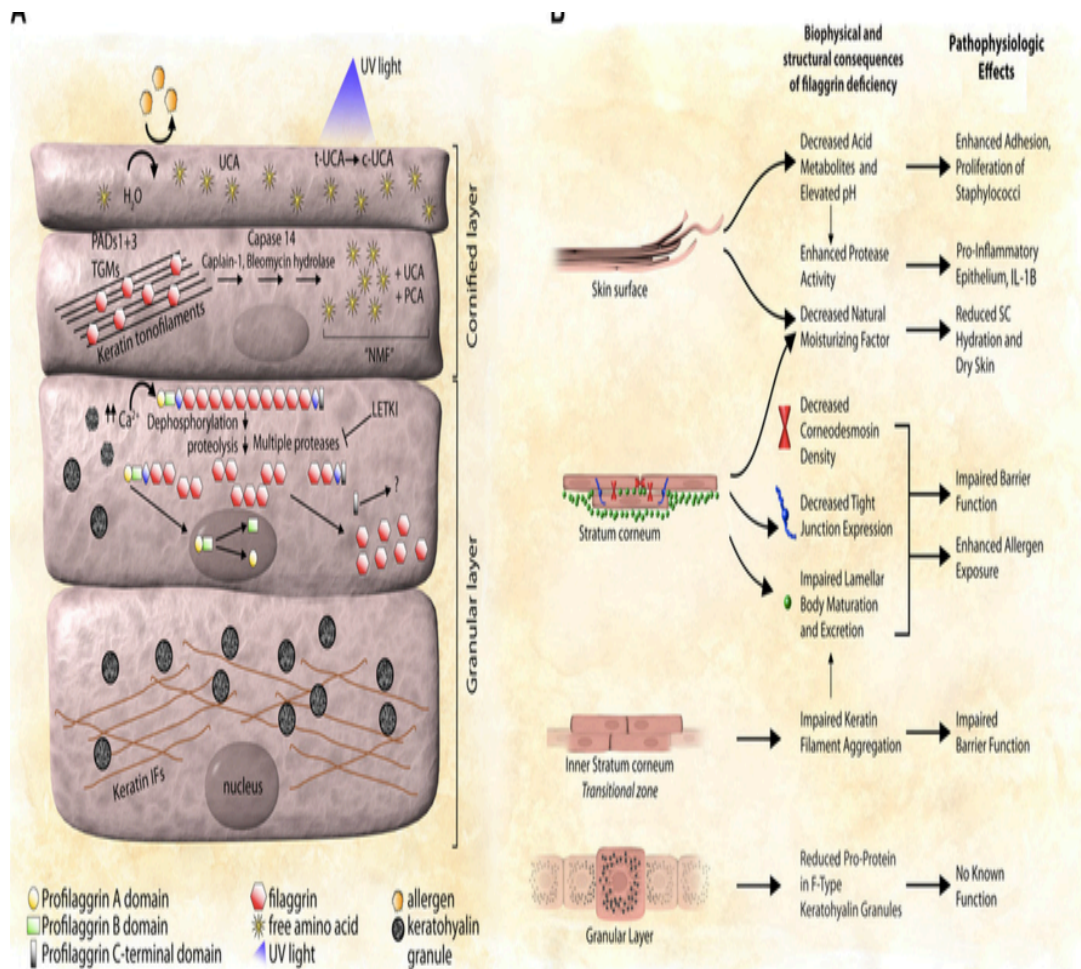 A
UV light
UCA
t-UCA→c-UCA
H₂O
PADs1+3
TGMs
Capase 14
Caplain-1, Bleomycin hydrolase
+ UCA
+ PCA
Keratin tonofilaments
"NMF"
Cornified layer
Ca²⁺
LETKI
Dephosphorylation
proteolysis
Multiple proteases
?
Granular layer
Keratin IFs
nucleus
Profilaggrin A domain
Profilaggrin B domain
Profilaggrin C-terminal domain
filaggrin
free amino acid
UV light
allergen
keratohyalin
granule
B
Biophysical and
structural consequences
of filaggrin deficiency
Pathophysiologic
Effects
Decreased Acid
Metabolites and
Elevated pH
Enhanced Adhesion,
Proliferation of
Staphylococci
Skin surface
Enhanced Protease
Activity
Pro-Inflammatory
Epithelium, IL-1B
Decreased Natural
Moisturizing Factor
Reduced SC
Hydration and
Dry Skin
Decreased
Corneodesmosin
Density
Stratum corneum
Decreased Tight
Junction Expression
Impaired Barrier
Function
Enhanced Allergen
Exposure
Impaired Lamellar
Body Maturation
and Excretion
Inner Stratum corneum
Transitional zone
Impaired Keratin
Filament Aggregation
Impaired
Barrier Function
Granular Layer
Reduced Pro-Protein
in F-Type
Keratohyalin Granules
No Known
Function